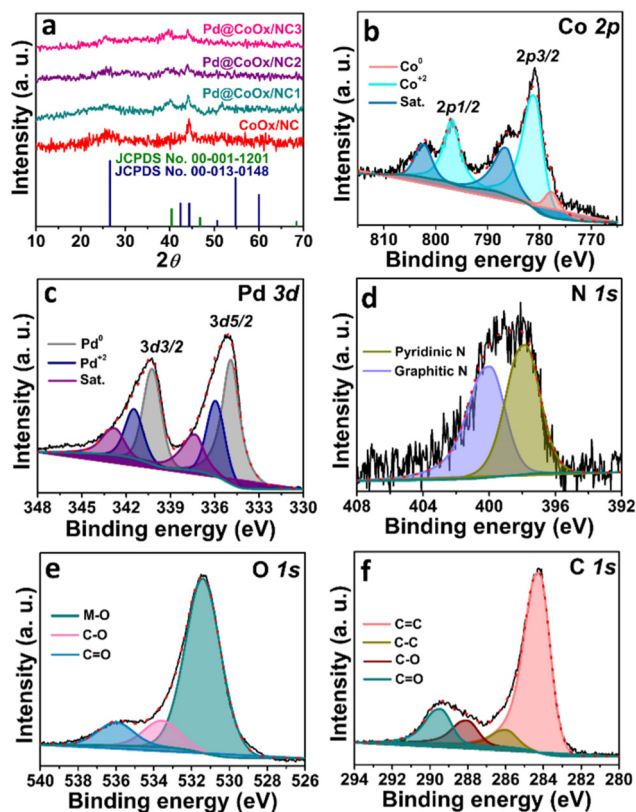 a
Pd@CoOx/NC3
Pd@CoOx/NC2
Pd@CoOx/NC1
CoOx/NC
JCPDS No. 00-001-1201
JCPDS No. 00-013-0148
Intensity (a. u.)
10 20 30 40 50 60 70
2θ
b
Co 2p
Co⁰
Co⁺²
Sat.
2p1/2
2p3/2
Intensity (a. u.)
810 800 790 780 770
Binding energy (eV)
c
Pd 3d
Pd⁰
Pd⁺²
Sat.
3d3/2
3d5/2
Intensity (a. u.)
348 345 342 339 336 333 330
Binding energy (eV)
d
N 1s
Pyridinic N
Graphitic N
Intensity (a. u.)
408 404 400 396 392
Binding energy (eV)
e
O 1s
M-O
C-O
C=O
Intensity (a. u.)
540 538 536 534 532 530 528 526
Binding energy (eV)
f
C 1s
C=C
C-C
C-O
C=O
Intensity (a. u.)
294 292 290 288 286 284 282 280
Binding energy (eV)